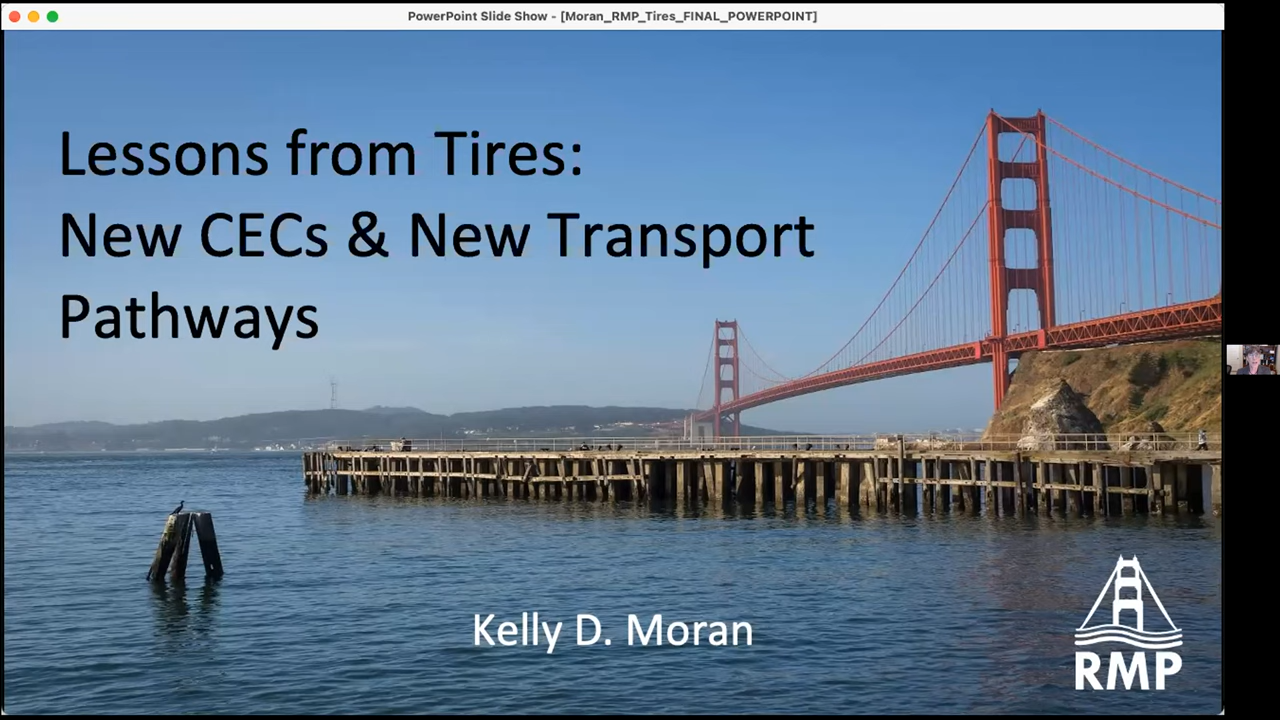 PowerPoint Slide Show - [Moran_RMP_Tires_FINAL_POWERPOINT]
Lessons from Tires:
New CECs & New Transport
Pathways
Kelly D. Moran
RMP